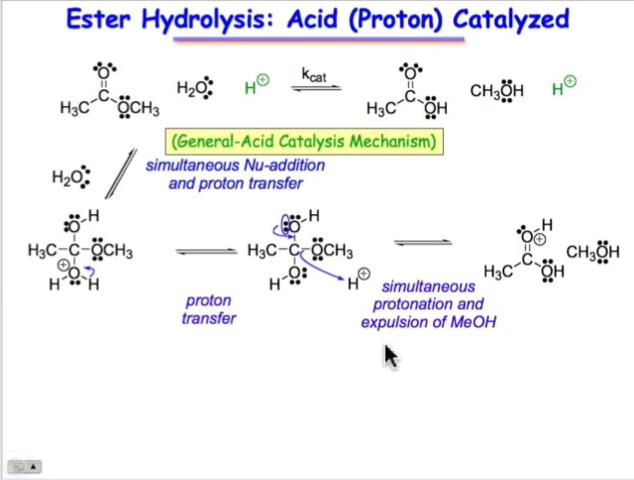 Ester Hydrolysis: Acid (Proton) Catalyzed
O
H3C C OCH3 H2O H⊕ kcat O H3C C OH CH3OH H⊕
(General-Acid Catalysis Mechanism)
simultaneous Nu-addition
and proton transfer
H2O
O H
H3C-C-OCH3
⊕O
H H
O H
H3C-C-OCH3
H O H⊕
O H ⊕
H3C C OH CH3OH
proton
transfer
simultaneous
protonation and
expulsion of MeOH